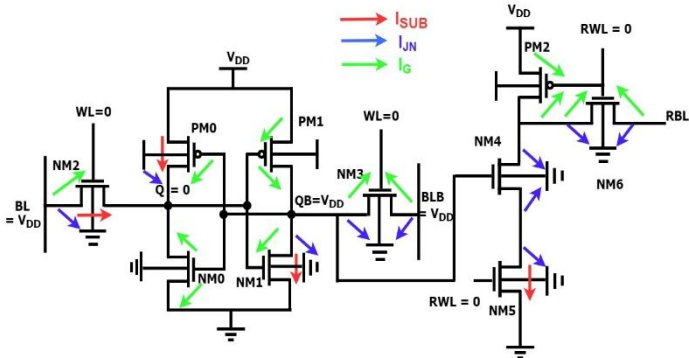 I_SUB
I_JN
I_G
V_DD
PM2
RWL = 0
V_DD
WL=0
PM0
PM1
WL=0
RBL
NM2
NM4
NM3
NM6
Q = 0
QB=V_DD
BL
= V_DD
BLB
= V_DD
NM0
NM1
RWL = 0
NM5